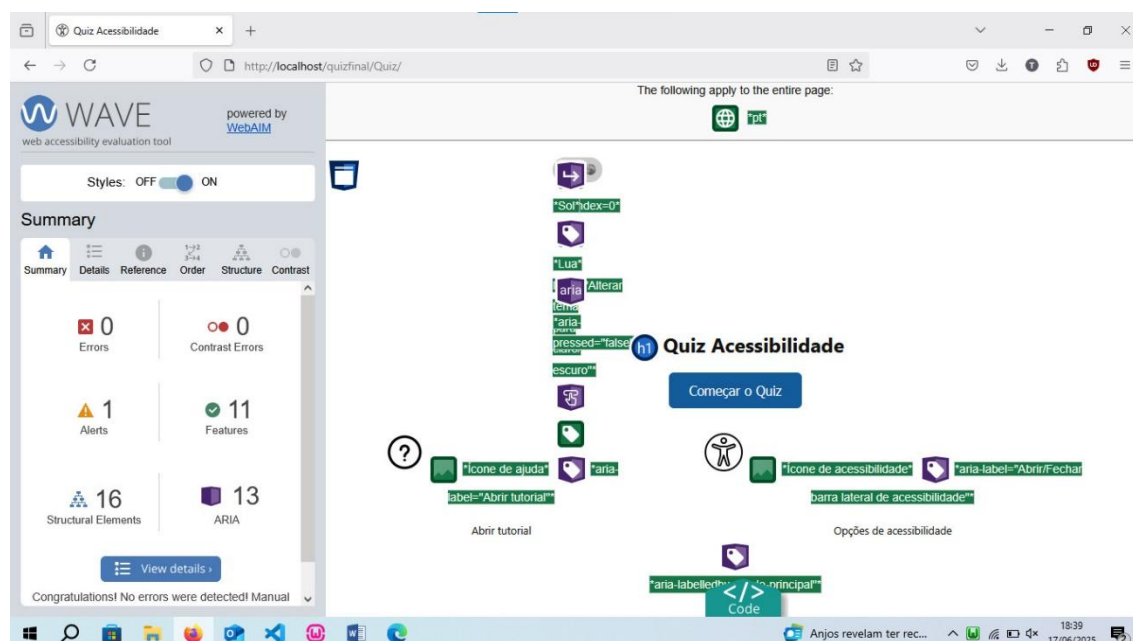 Quiz Acessibilidade
http://localhost/quizfinal/Quiz/
WAVE
web accessibility evaluation tool
powered by
WebAIM
Styles: OFF ON
Summary
Summary Details Reference Order Structure Contrast
0
Errors
0
Contrast Errors
1
Alerts
11
Features
16
Structural Elements
13
ARIA
View details ›
Congratulations! No errors were detected! Manual
The following apply to the entire page:
*pt*
*Sol*
index=0*
*Lua*
aria
Alterar
tema
*aria-
pressed="false
escuro"*
h1 Quiz Acessibilidade
Começar o Quiz
?
*Ícone de ajuda* *aria-
label="Abrir tutorial"*
Abrir tutorial
*Ícone de acessibilidade* *aria-label="Abrir/Fechar
barra lateral de acessibilidade"*
Opções de acessibilidade
principal"*
</>
Code
Anjos revelam ter rec...
18:39
17/06/2025